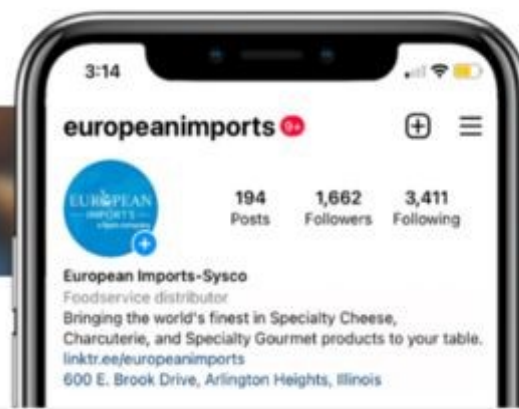 3:14
europeanimports 9+
EUROPEAN
IMPORTS
194 1,662 3,411
Posts Followers Following
European Imports-Sysco
Foodservice distributor
Bringing the world's finest in Specialty Cheese,
Charcuterie, and Specialty Gourmet products to your table.
linktr.ee/europeanimports
600 E. Brook Drive, Arlington Heights, Illinois